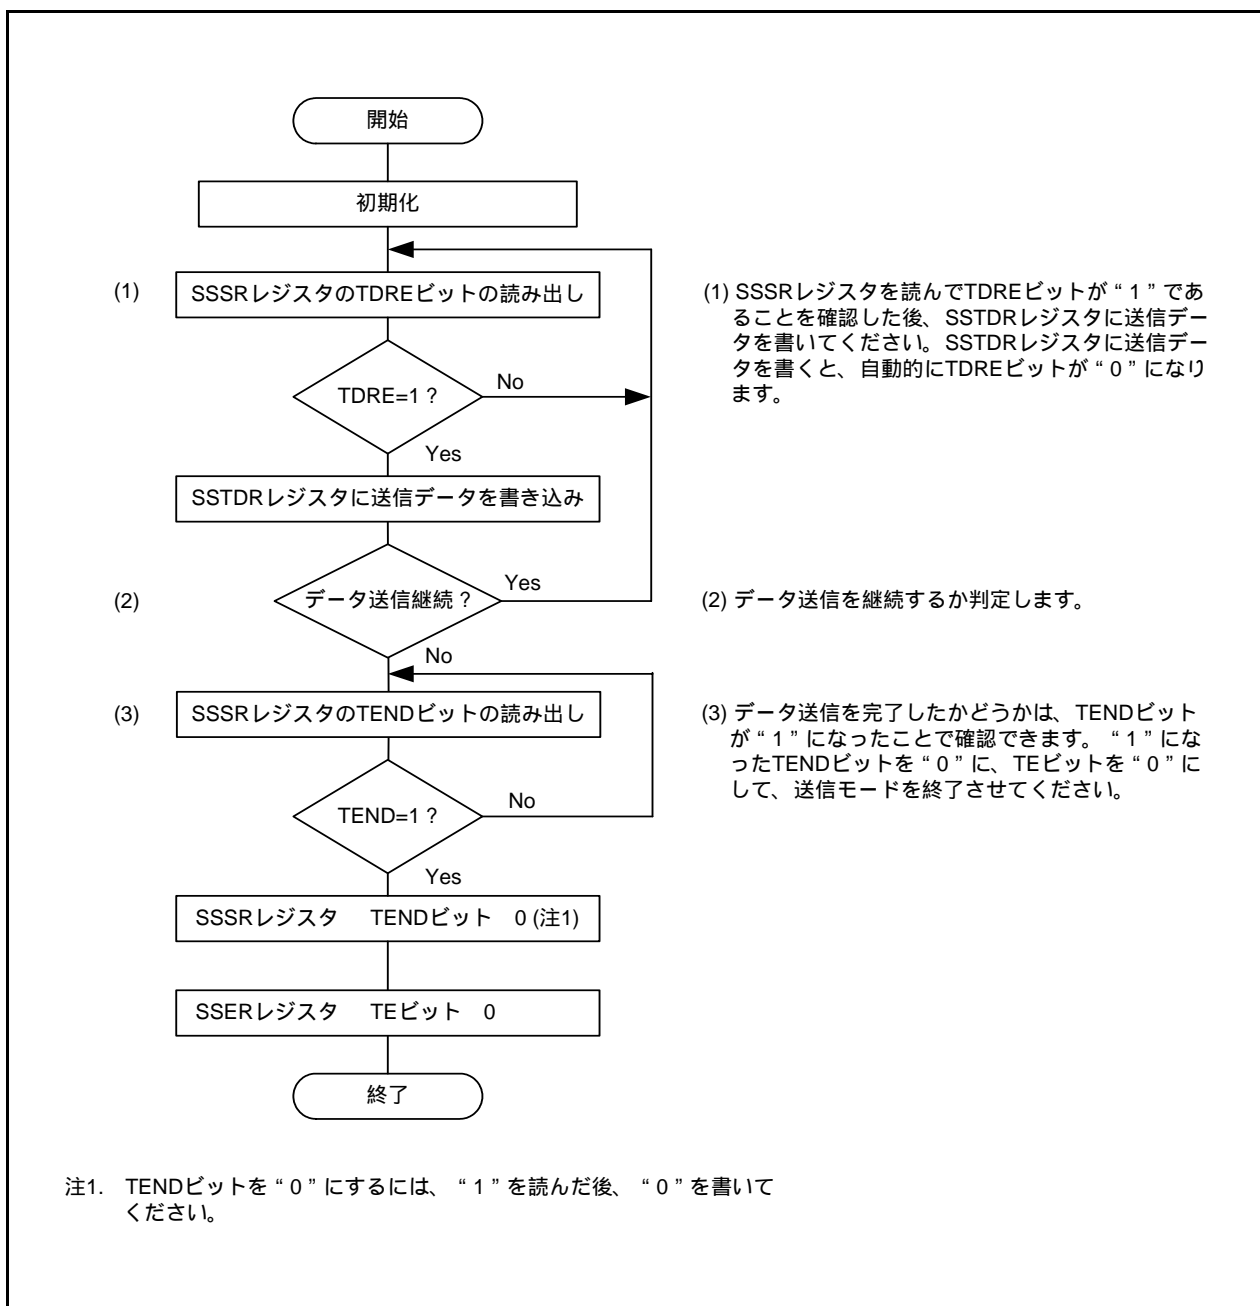 開始
初期化
(1)
SSSRレジスタのTDREビットの読み出し
(1) SSSRレジスタを読んでTDREビットが“1”であ
ることを確認した後、SSTDRレジスタに送信デー
タを書いてください。SSTDRレジスタに送信デー
タを書くと、自動的にTDREビットが“0”になり
ます。
TDRE=1 ?
No
Yes
SSTDRレジスタに送信データを書き込み
(2)
データ送信継続 ?
Yes
(2) データ送信を継続するか判定します。
No
(3)
SSSRレジスタのTENDビットの読み出し
(3) データ送信を完了したかどうかは、TENDビット
が“1”になったことで確認できます。“1”にな
ったTENDビットを“0”に、TEビットを“0”に
して、送信モードを終了させてください。
TEND=1 ?
No
Yes
SSSRレジスタ TENDビット 0 (注1)
SSERレジスタ TEビット 0
終了
注1. TENDビットを“0”にするには、“1”を読んだ後、“0”を書いて
ください。